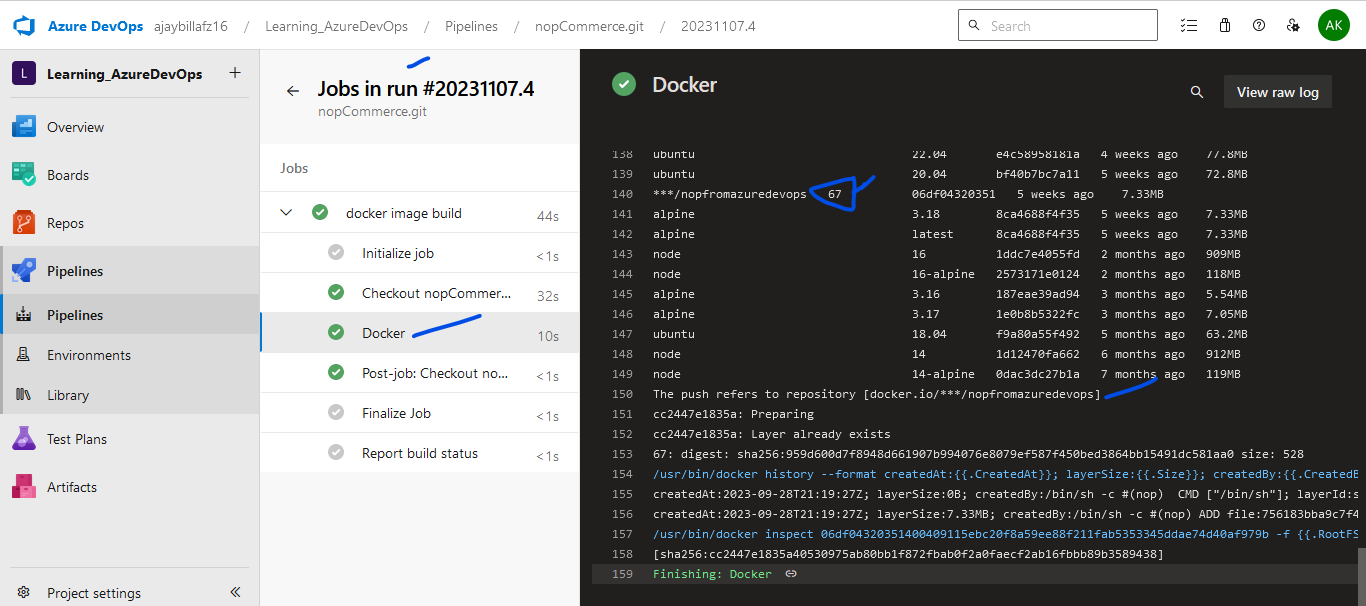 Azure DevOps ajaybillafz16 / Learning_AzureDevOps / Pipelines / nopCommerce.git / 20231107.4 Search AK
L Learning_AzureDevOps +
Overview
Boards
Repos
Pipelines
Pipelines
Environments
Library
Test Plans
Artifacts
Project settings
Jobs in run #20231107.4
nopCommerce.git
Jobs
docker image build 44s
Initialize job <1s
Checkout nopCommer... 32s
Docker 10s
Post-job: Checkout no... <1s
Finalize Job <1s
Report build status <1s
Docker View raw log
138 ubuntu 22.04 e4c58958181a 4 weeks ago 77.8MB
139 ubuntu 20.04 bf40b7bc7a11 5 weeks ago 72.8MB
140 ***/nopfromazuredevops 67 06df04320351 5 weeks ago 7.33MB
141 alpine 3.18 8ca4688f4f35 5 weeks ago 7.33MB
142 alpine latest 8ca4688f4f35 5 weeks ago 7.33MB
143 node 16 1ddc7e4055fd 2 months ago 909MB
144 node 16-alpine 2573171e0124 2 months ago 118MB
145 alpine 3.16 187eae39ad94 3 months ago 5.54MB
146 alpine 3.17 1e0b8b5322fc 3 months ago 7.05MB
147 ubuntu 18.04 f9a80a55f492 5 months ago 63.2MB
148 node 14 1d12470fa662 6 months ago 912MB
149 node 14-alpine 0dac3dc27b1a 7 months ago 119MB
150 The push refers to repository [docker.io/***/nopfromazuredevops]
151 cc2447e1835a: Preparing
152 cc2447e1835a: Layer already exists
153 67: digest: sha256:959d600d7f8948d661907b994076e8079ef587f450bed3864bb15491dc581aa0 size: 528
154 /usr/bin/docker history --format createdAt:{{.CreatedAt}}; layerSize:{{.Size}}; createdBy:{{.CreatedB
155 createdAt:2023-09-28T21:19:27Z; layerSize:0B; createdBy:/bin/sh -c #(nop) CMD ["/bin/sh"]; layerId:s
156 createdAt:2023-09-28T21:19:27Z; layerSize:7.33MB; createdBy:/bin/sh -c #(nop) ADD file:756183bba9c7f4
157 /usr/bin/docker inspect 06df04320351400409115ebc20f8a59ee88f211fab5353345ddae74d40af979b -f {{.RootFS
158 [sha256:cc2447e1835a40530975ab80bb1f872fbab0f2a0faecf2ab16fbbb89b3589438]
159 Finishing: Docker